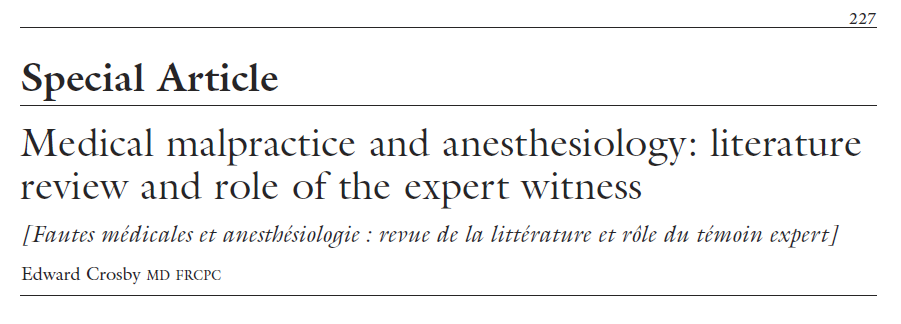 227
Special Article
Medical malpractice and anesthesiology: literature
review and role of the expert witness
[Fautes médicales et anesthésiologie : revue de la littérature et rôle du témoin expert]
Edward Crosby MD FRCPC